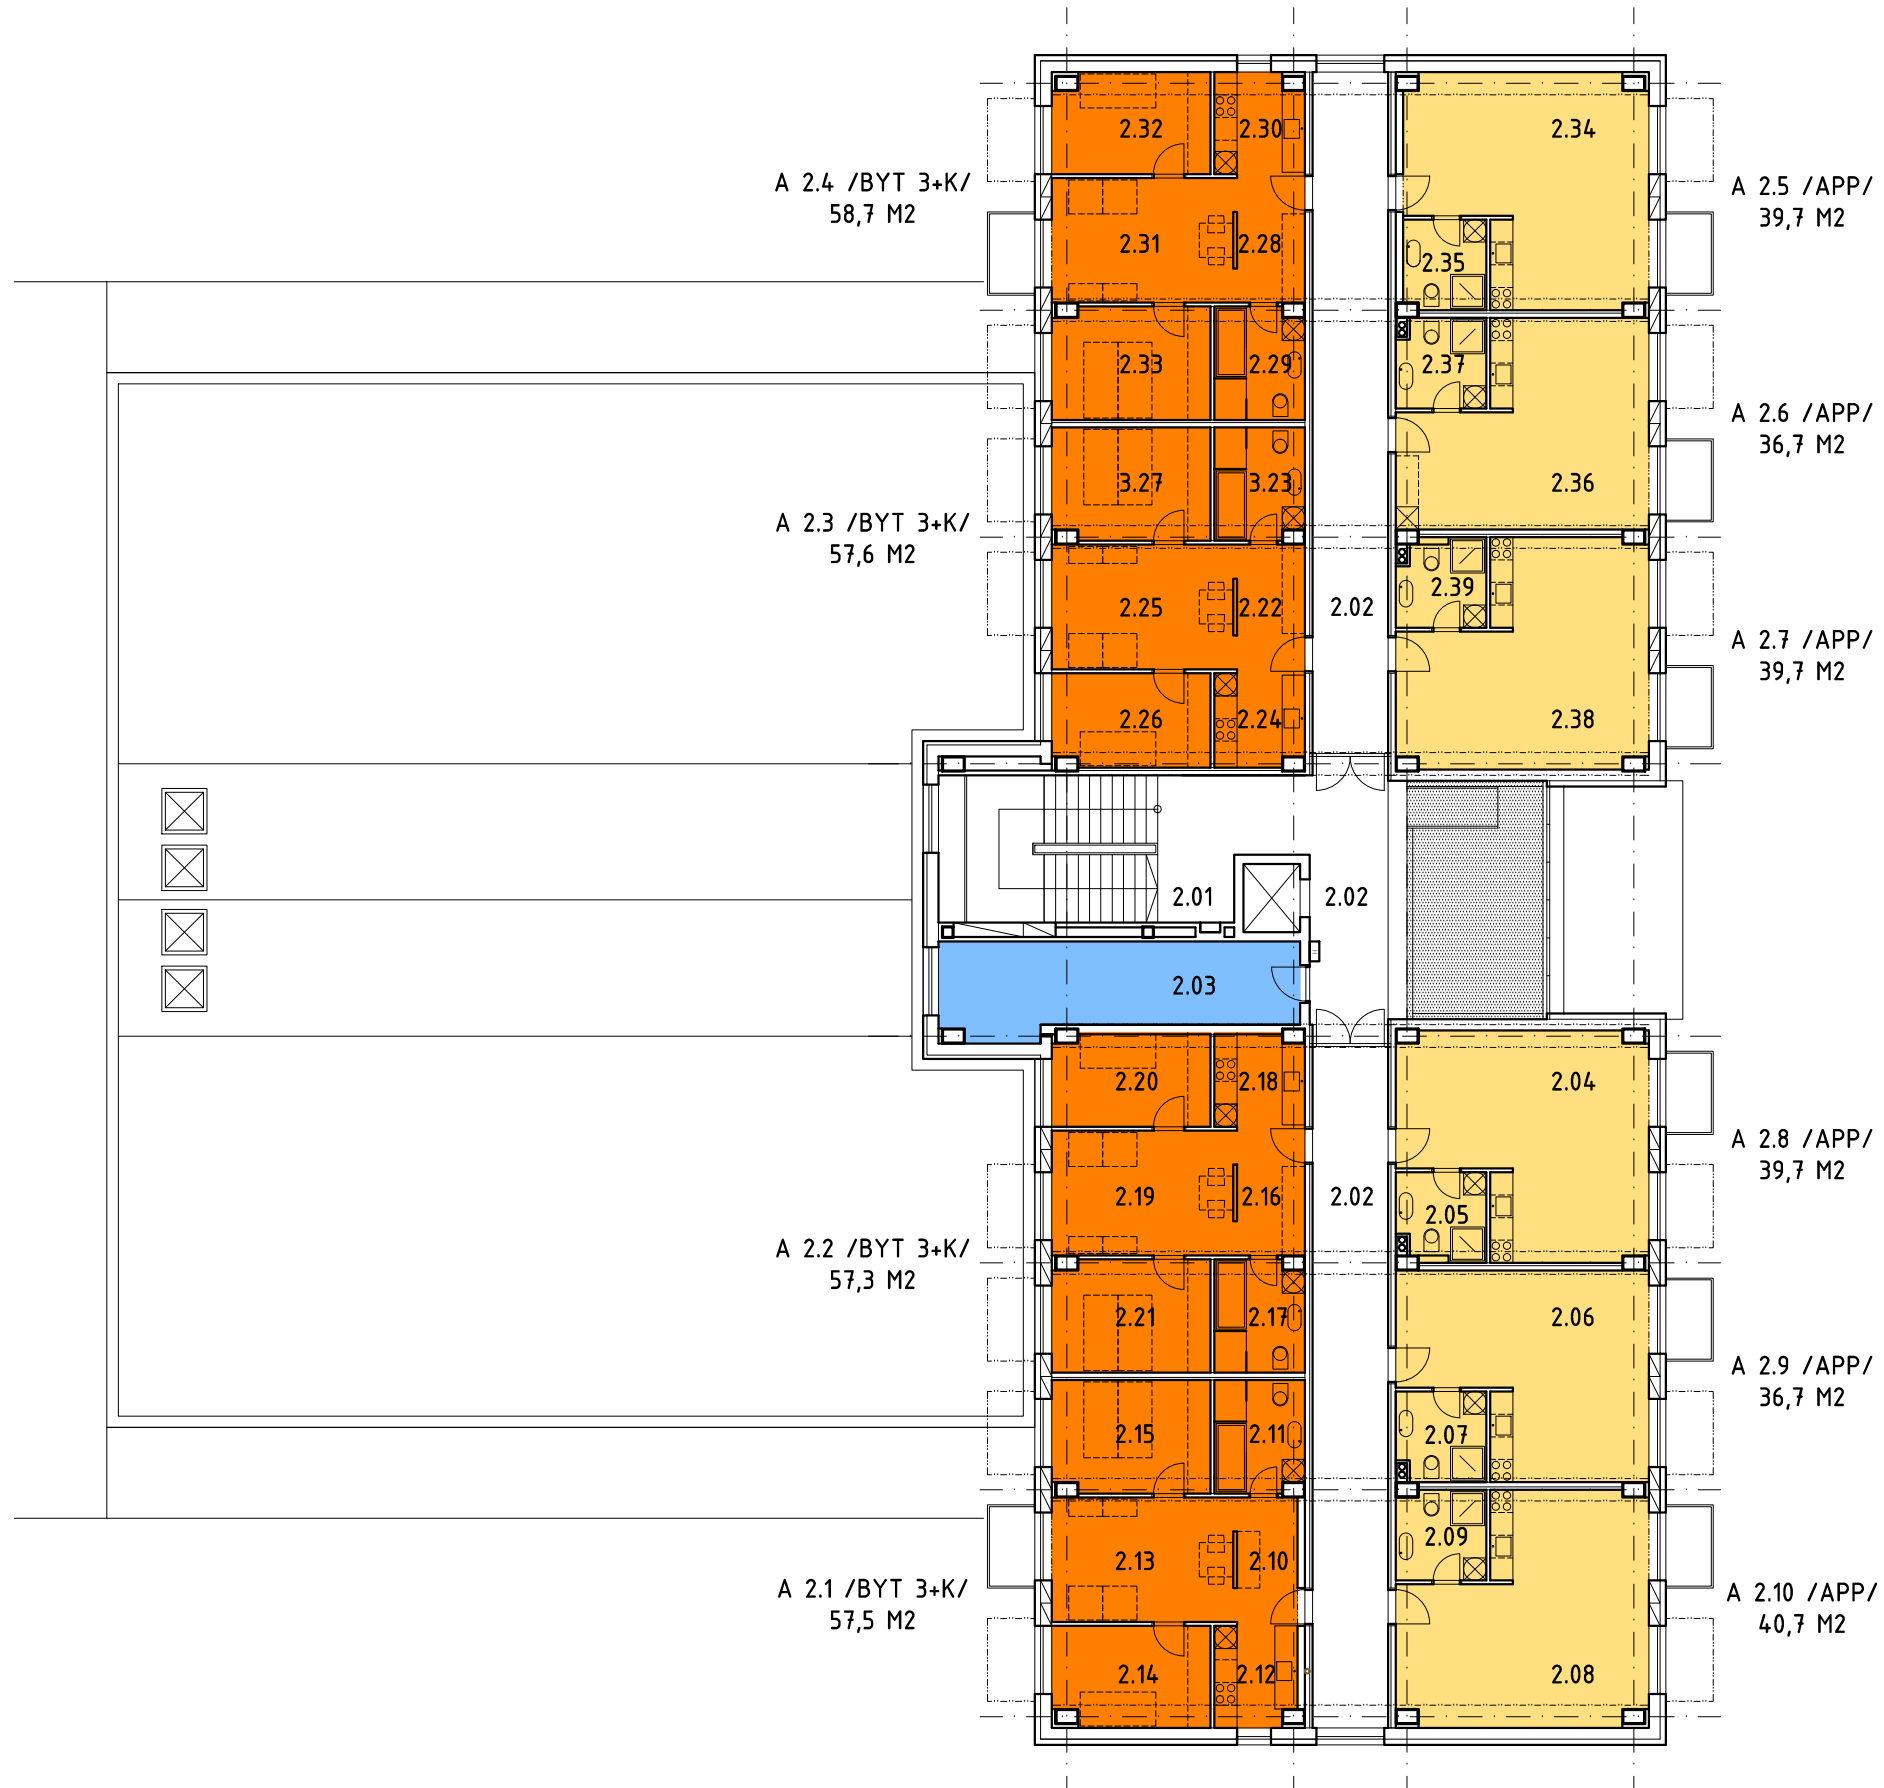 2.32
2.30
2.34
A 2.4 /BYT 3+K/
58,7 M2
A 2.5 /APP/
39,7 M2
2.31
2.28
2.35
2.33
2.29
2.37
A 2.6 /APP/
36,7 M2
3.27
3.23
2.36
A 2.3 /BYT 3+K/
57,6 M2
2.39
2.25
2.22
2.02
A 2.7 /APP/
39,7 M2
2.26
2.24
2.38
2.01
2.02
2.03
2.20
2.18
2.04
A 2.8 /APP/
39,7 M2
2.19
2.16
2.02
2.05
A 2.2 /BYT 3+K/
57,3 M2
2.21
2.17
2.06
A 2.9 /APP/
36,7 M2
2.15
2.11
2.07
2.09
2.13
2.10
A 2.1 /BYT 3+K/
57,5 M2
A 2.10 /APP/
40,7 M2
2.14
2.12
2.08